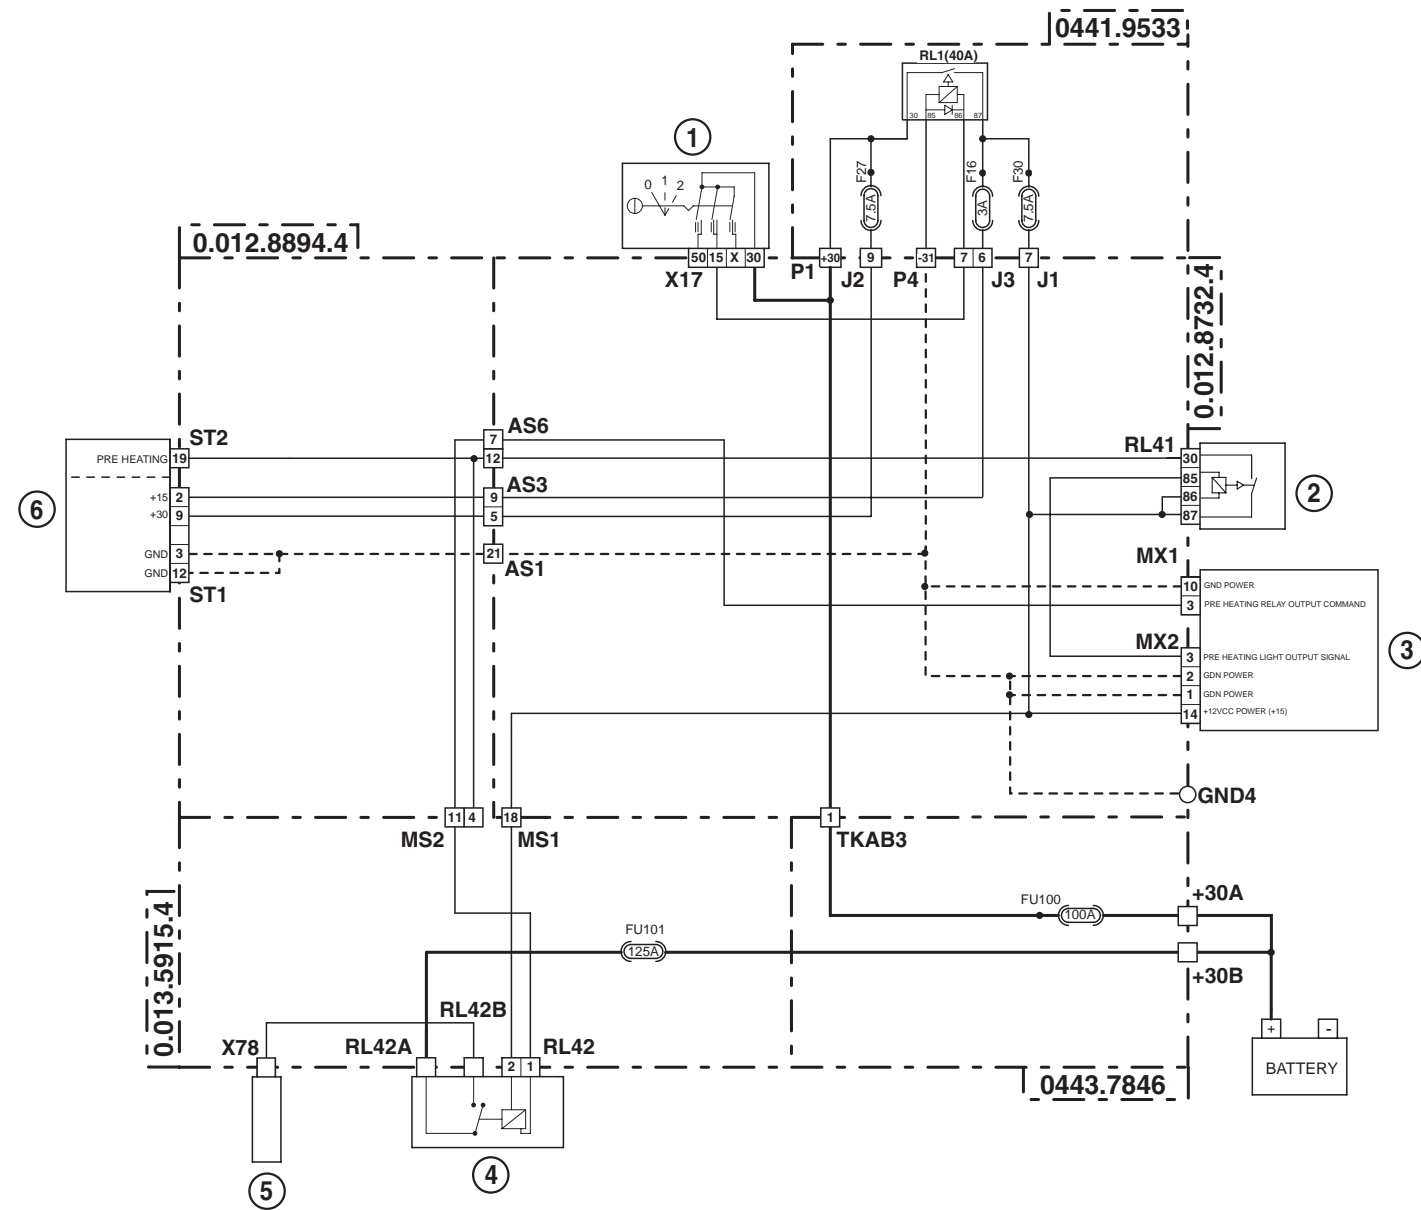 0441.9533
RL1(40A)
30 85 86 87
1
F27 F16 F30
7.5A 3A 7.5A
0 1 2
0.012.8894.4
50 15 X 30
X17
P1 +30
J2 9
P4 -31
7 6 J3
7 J1
0.012.8732.4
ST2
AS6
7
RL41
PRE HEATING 19
12
30
85
86
87
2
AS3
+15 2
9
+30 9
5
6
GND 3
21
AS1
GND 12
ST1
MX1
10 GND POWER
3 PRE HEATING RELAY OUTPUT COMMAND
MX2
3 PRE HEATING LIGHT OUTPUT SIGNAL
2 GDN POWER
1 GDN POWER
14 +12VCC POWER (+15)
3
GND4
11 4
MS2
18
MS1
1
TKAB3
+30A
FU100
100A
0.013.5915.4
FU101
125A
+30B
RL42B
X78
RL42A
2 1
RL42
+ -
BATTERY
0443.7846
4
5